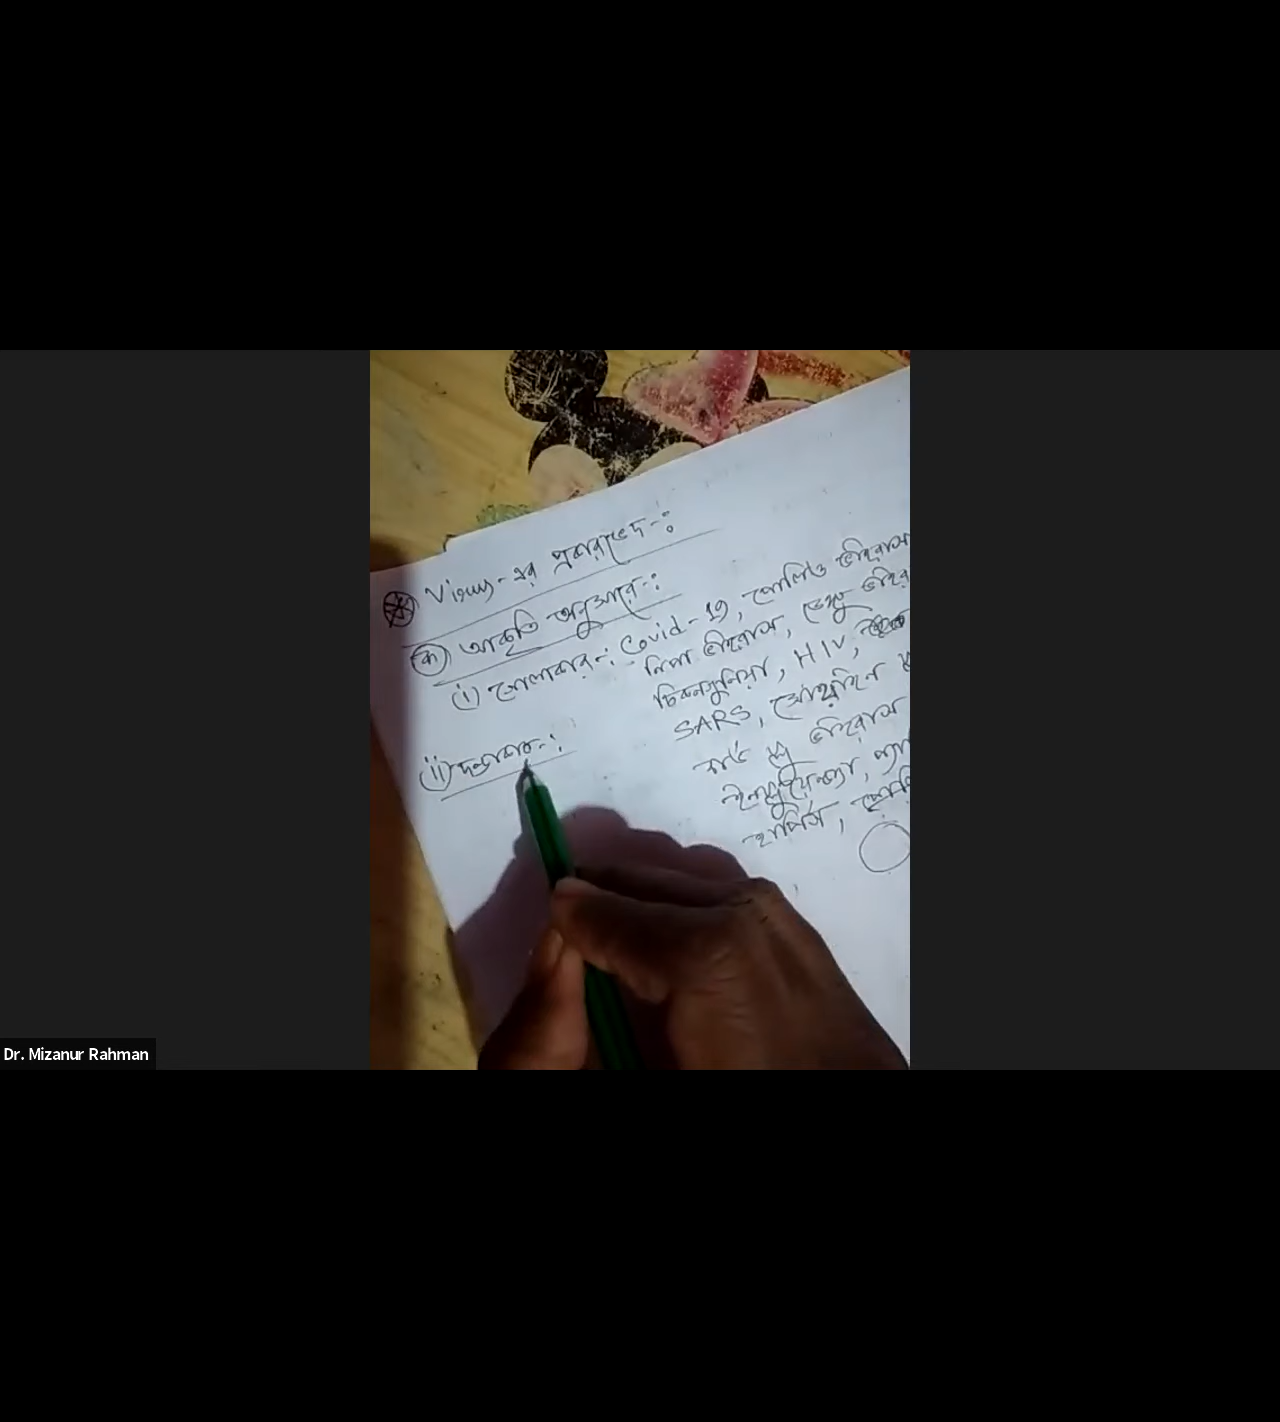 Virus-এর প্রকারভেদ-ঃ
(ক) আকৃতি অনুসারে-ঃ
(i) গোলাকার-ঃ Covid-19, পোলিও ভাইরাস
নিপা ভাইরাস, ডেঙ্গু ভাইর
চিকনগুনিয়া, HIV,
SARS, সোয়াইন
বার্ড ফ্লু ভাইরাস
ইনফ্লুয়েঞ্জা,
হার্পিস,
(ii) দণ্ডাকার-ঃ
Dr. Mizanur Rahman